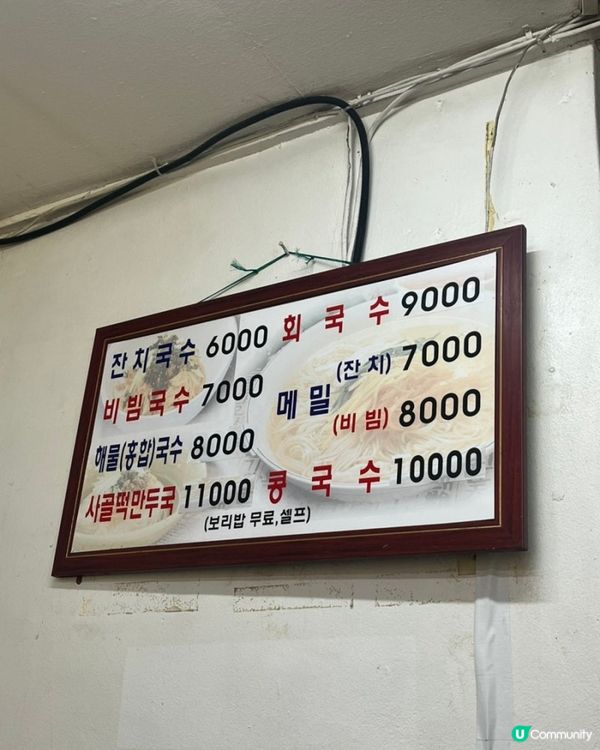 잔치국수 6000
비빔국수 7000
해물(홍합)국수 8000
사골떡만두국 11000
(보리밥 무료,셀프)
회국수 9000
메밀 (잔치) 7000
(비빔) 8000
콩국수 10000
U Community